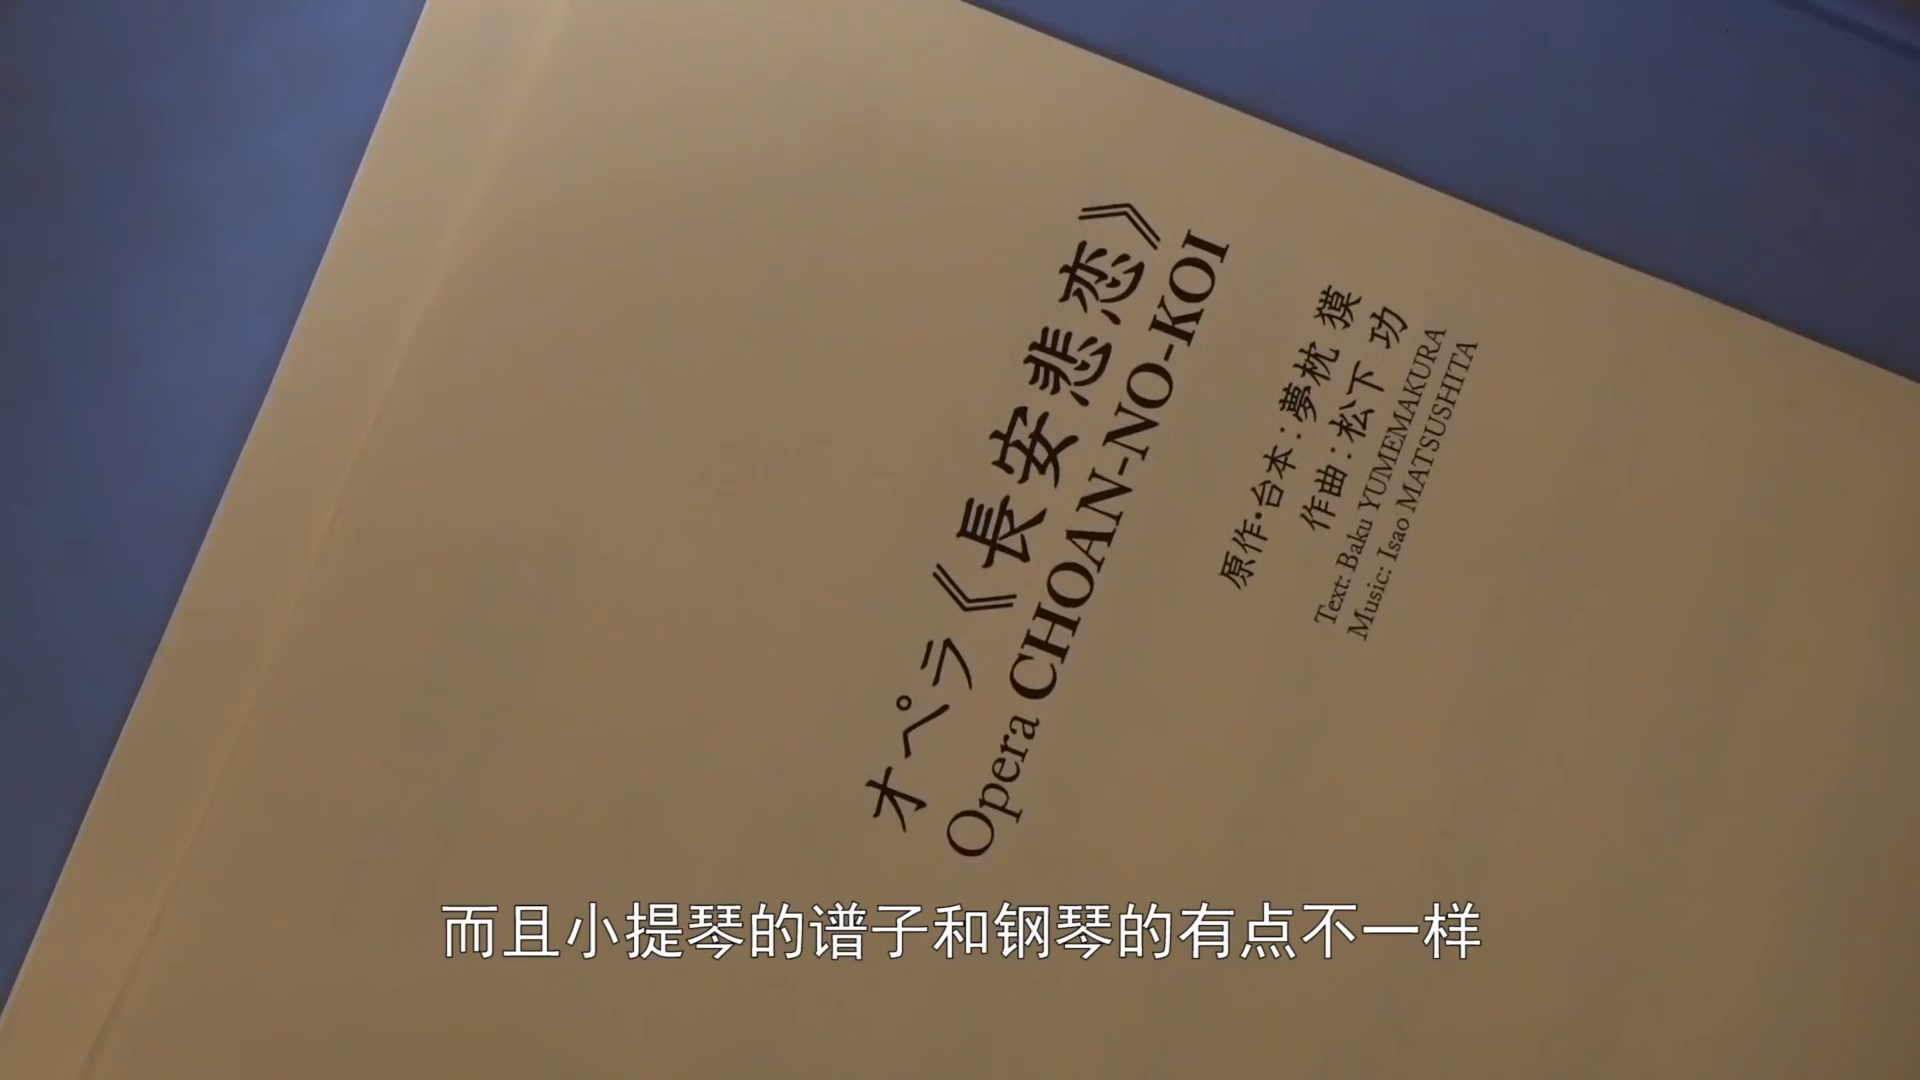 オペラ《長安悲恋》
Opera CHOAN-NO-KOI
原作・台本：夢枕 獏
作曲：松下 功
Text: Baku YUMEMAKURA
Music: Isao MATSUSHITA
而且小提琴的谱子和钢琴的有点不一样